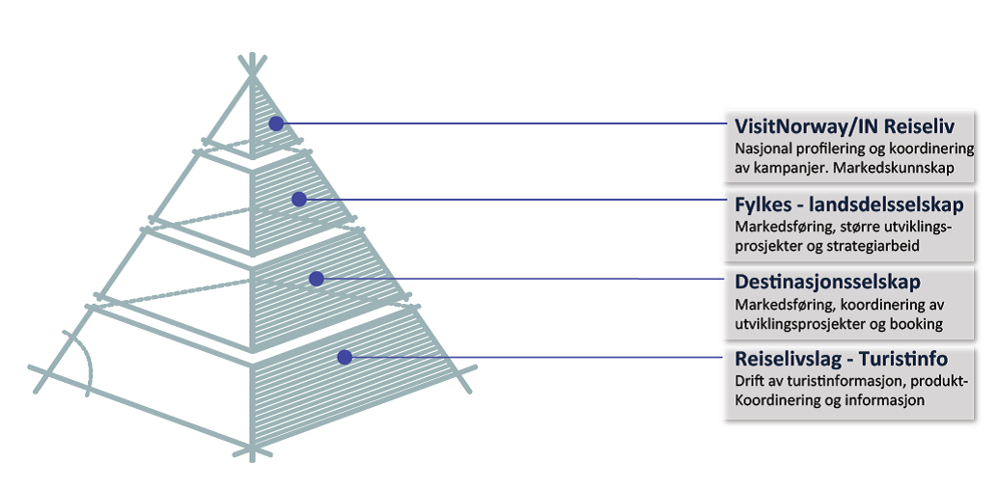 VisitNorway/IN Reiseliv
Nasjonal profilering og koordinering
av kampanjer. Markedskunnskap
Fylkes - landsdelsselskap
Markedsføring, større utviklings-
prosjekter og strategiarbeid
Destinasjonsselskap
Markedsføring, koordinering av
utviklingsprosjekter og booking
Reiselivslag - Turistinfo
Drift av turistinformasjon, produkt-
Koordinering og informasjon